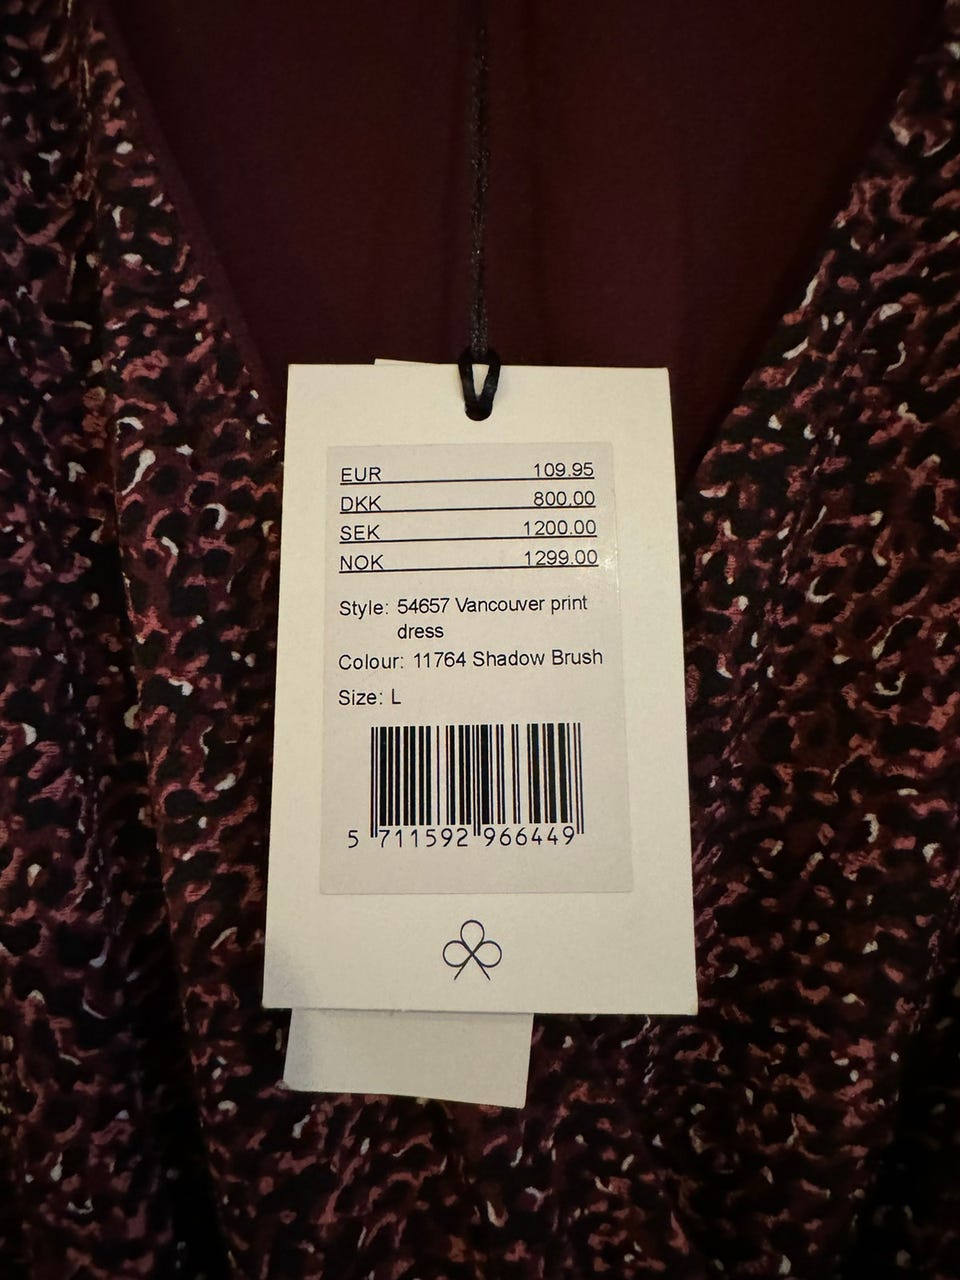 EUR 109.95
DKK 800.00
SEK 1200.00
NOK 1299.00
Style: 54657 Vancouver print
dress
Colour: 11764 Shadow Brush
Size: L
5 711592 966449